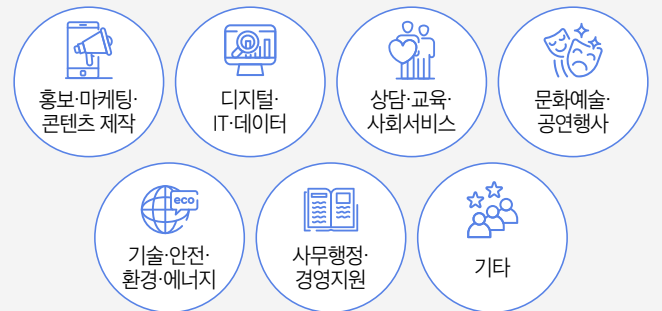 홍보·마케팅·
콘텐츠 제작
디지털·
IT·데이터
상담·교육·
사회서비스
문화예술·
공연행사
eco
기술·안전·
환경·에너지
사무행정·
경영지원
기타